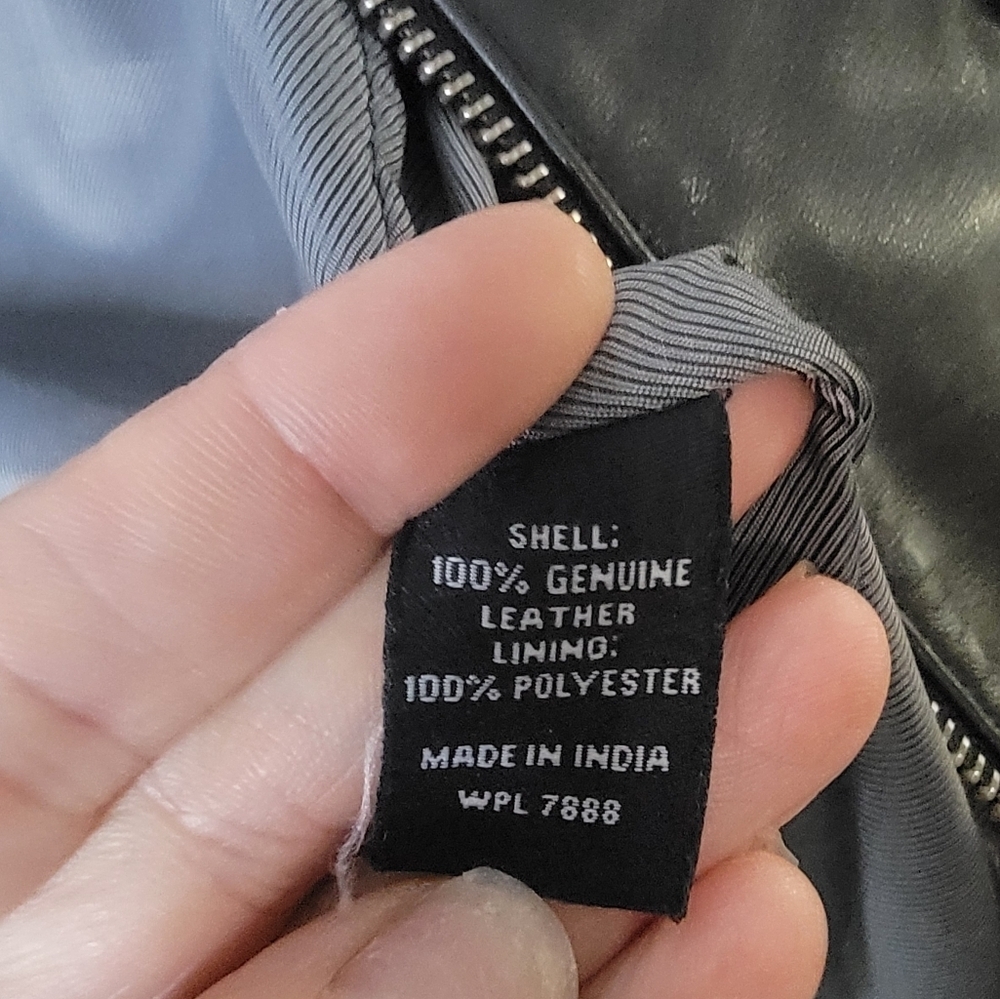 SHELL:
100% GENUINE
LEATHER
LINING:
100% POLYESTER
MADE IN INDIA
WPL 7888